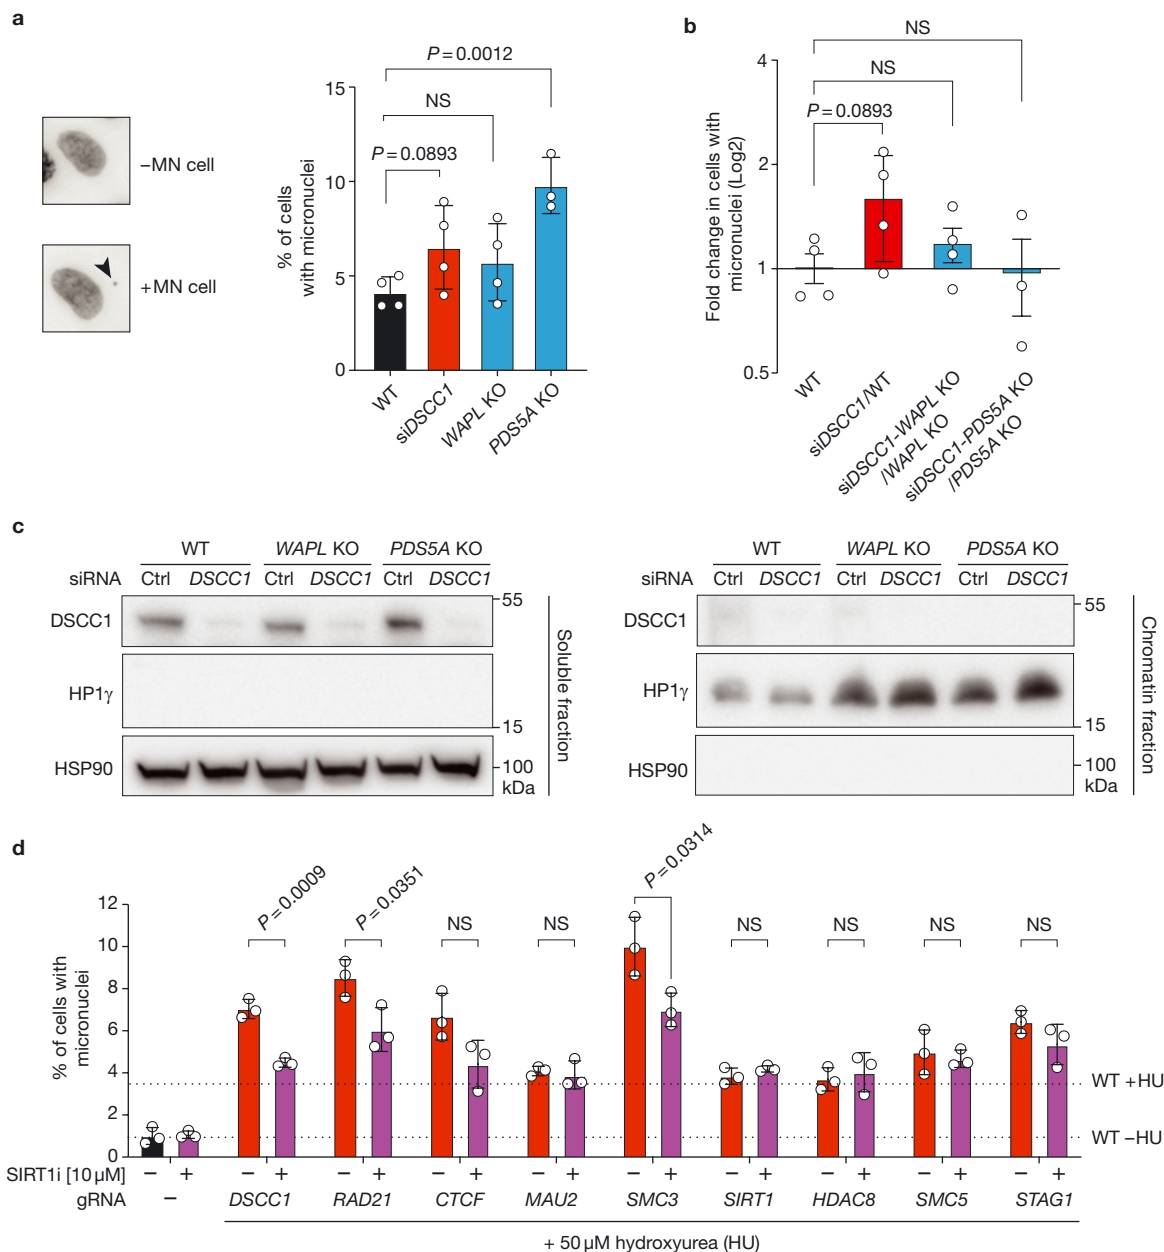 a
−MN cell
+MN cell
% of cells
with micronuclei
15
10
5
0
P = 0.0012
NS
P = 0.0893
WT
siDSCC1
WAPL KO
PDS5A KO
b
Fold change in cells with
micronuclei (Log2)
4
2
1
0.5
NS
NS
P = 0.0893
WT
siDSCC1/WT
siDSCC1-WAPL KO
/WAPL KO
siDSCC1-PDS5A KO
/PDS5A KO
c
WT WAPL KO PDS5A KO
siRNA Ctrl DSCC1 Ctrl DSCC1 Ctrl DSCC1
DSCC1
55
HP1γ
15
HSP90
100
kDa
Soluble fraction
WT WAPL KO PDS5A KO
siRNA Ctrl DSCC1 Ctrl DSCC1 Ctrl DSCC1
DSCC1
55
HP1γ
15
HSP90
100
kDa
Chromatin fraction
d
% of cells with
micronuclei
12
10
8
6
4
2
0
P = 0.0009
P = 0.0351
NS
NS
P = 0.0314
NS
NS
NS
NS
WT +HU
WT −HU
SIRT1i [10 µM] − + − + − + − + − + − + − + − + − + − +
gRNA − DSCC1 RAD21 CTCF MAU2 SMC3 SIRT1 HDAC8 SMC5 STAG1
+ 50 µM hydroxyurea (HU)